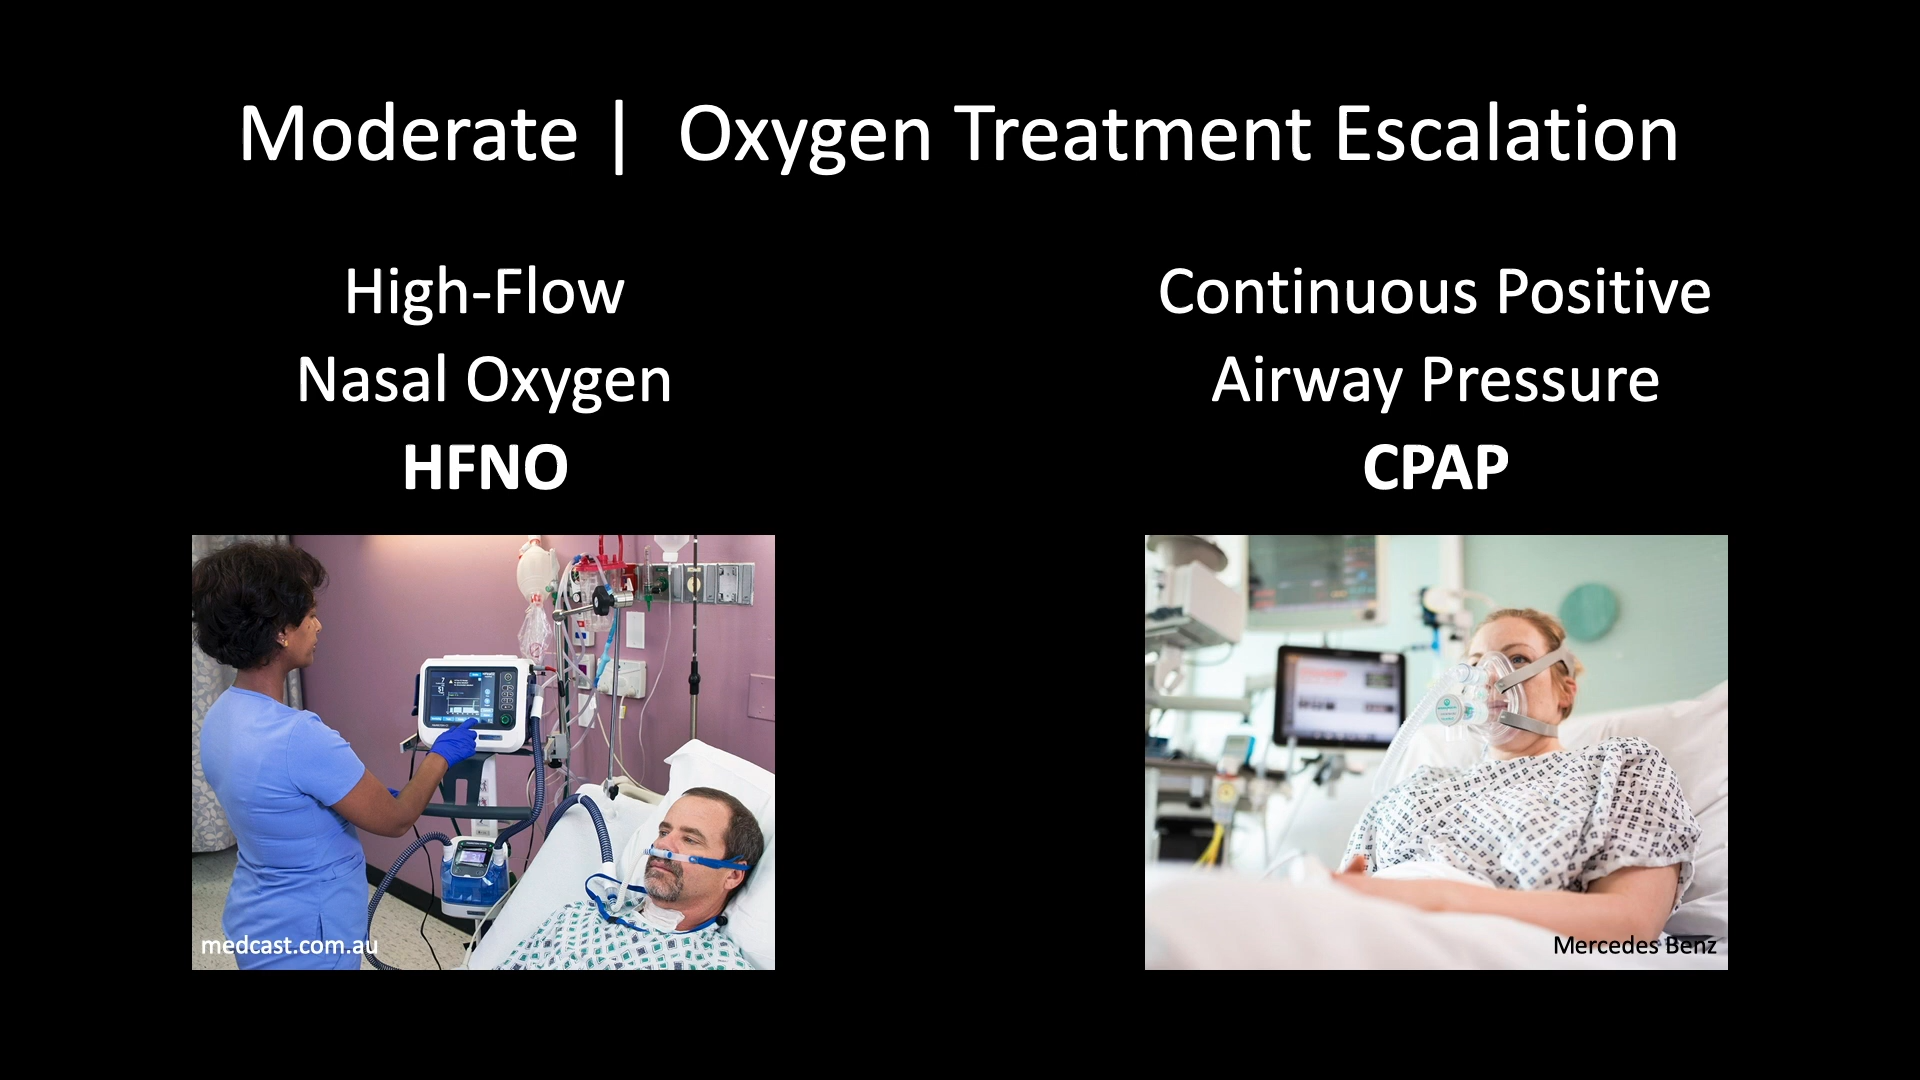 Moderate |  Oxygen Treatment Escalation
High-Flow
Nasal Oxygen
HFNO
Continuous Positive
Airway Pressure
CPAP
medcast.com.au
Mercedes Benz